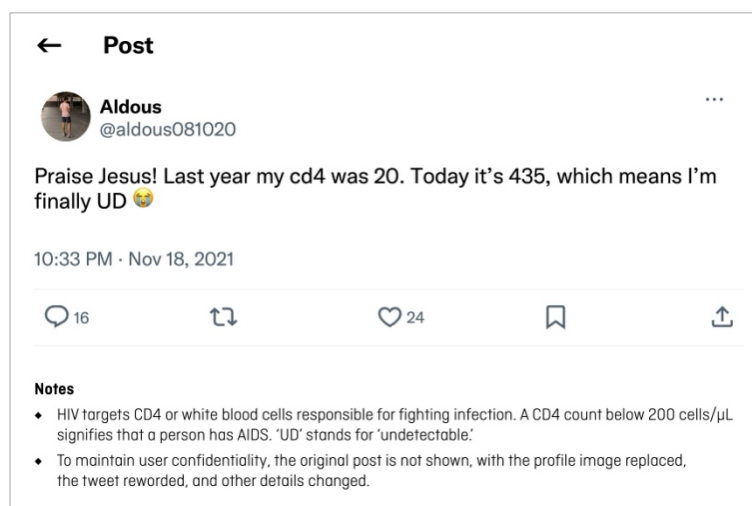 ← Post
Aldous
@aldous081020
Praise Jesus! Last year my cd4 was 20. Today it’s 435, which means I’m
finally UD 😭
10:33 PM · Nov 18, 2021
16
24
Notes
◆ HIV targets CD4 or white blood cells responsible for fighting infection. A CD4 count below 200 cells/µL
signifies that a person has AIDS. ‘UD’ stands for ‘undetectable.’
◆ To maintain user confidentiality, the original post is not shown, with the profile image replaced,
the tweet reworded, and other details changed.